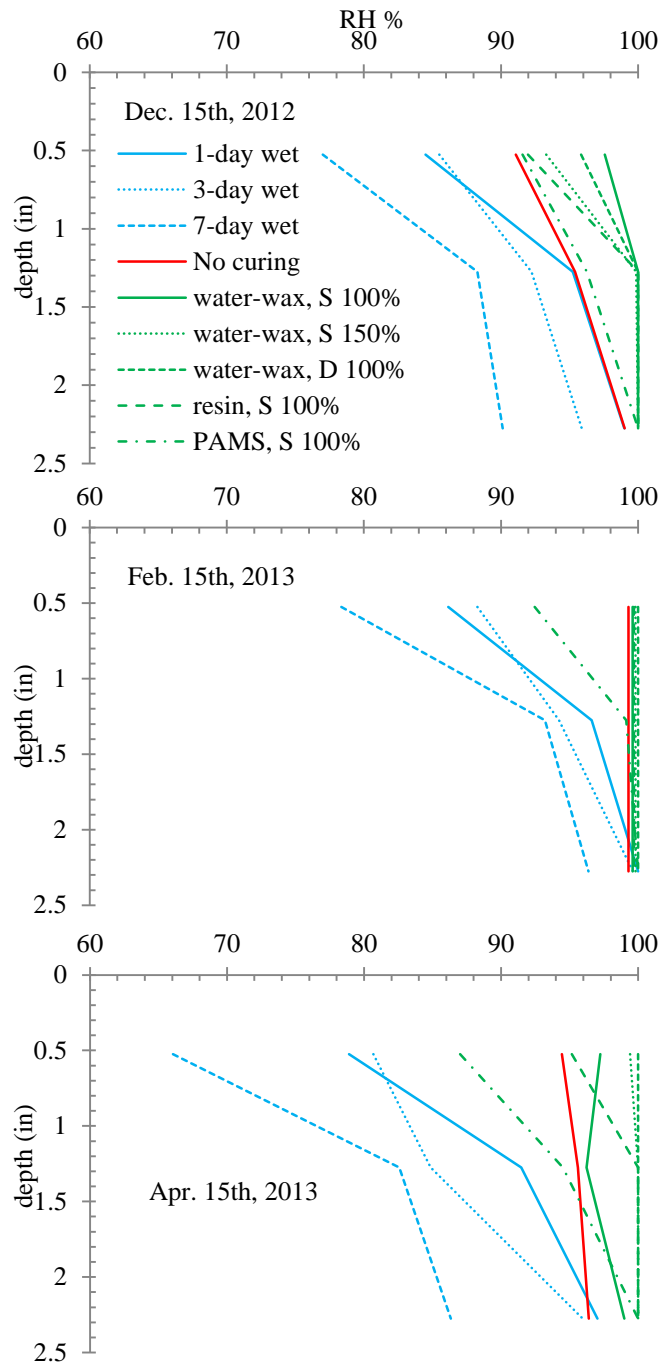 RH %
60 70 80 90 100
0
0.5
1
1.5
2
2.5
depth (in)
Dec. 15th, 2012
1-day wet
3-day wet
7-day wet
No curing
water-wax, S 100%
water-wax, S 150%
water-wax, D 100%
resin, S 100%
PAMS, S 100%
60 70 80 90 100
0
0.5
1
1.5
2
2.5
depth (in)
Feb. 15th, 2013
60 70 80 90 100
0
0.5
1
1.5
2
2.5
depth (in)
Apr. 15th, 2013